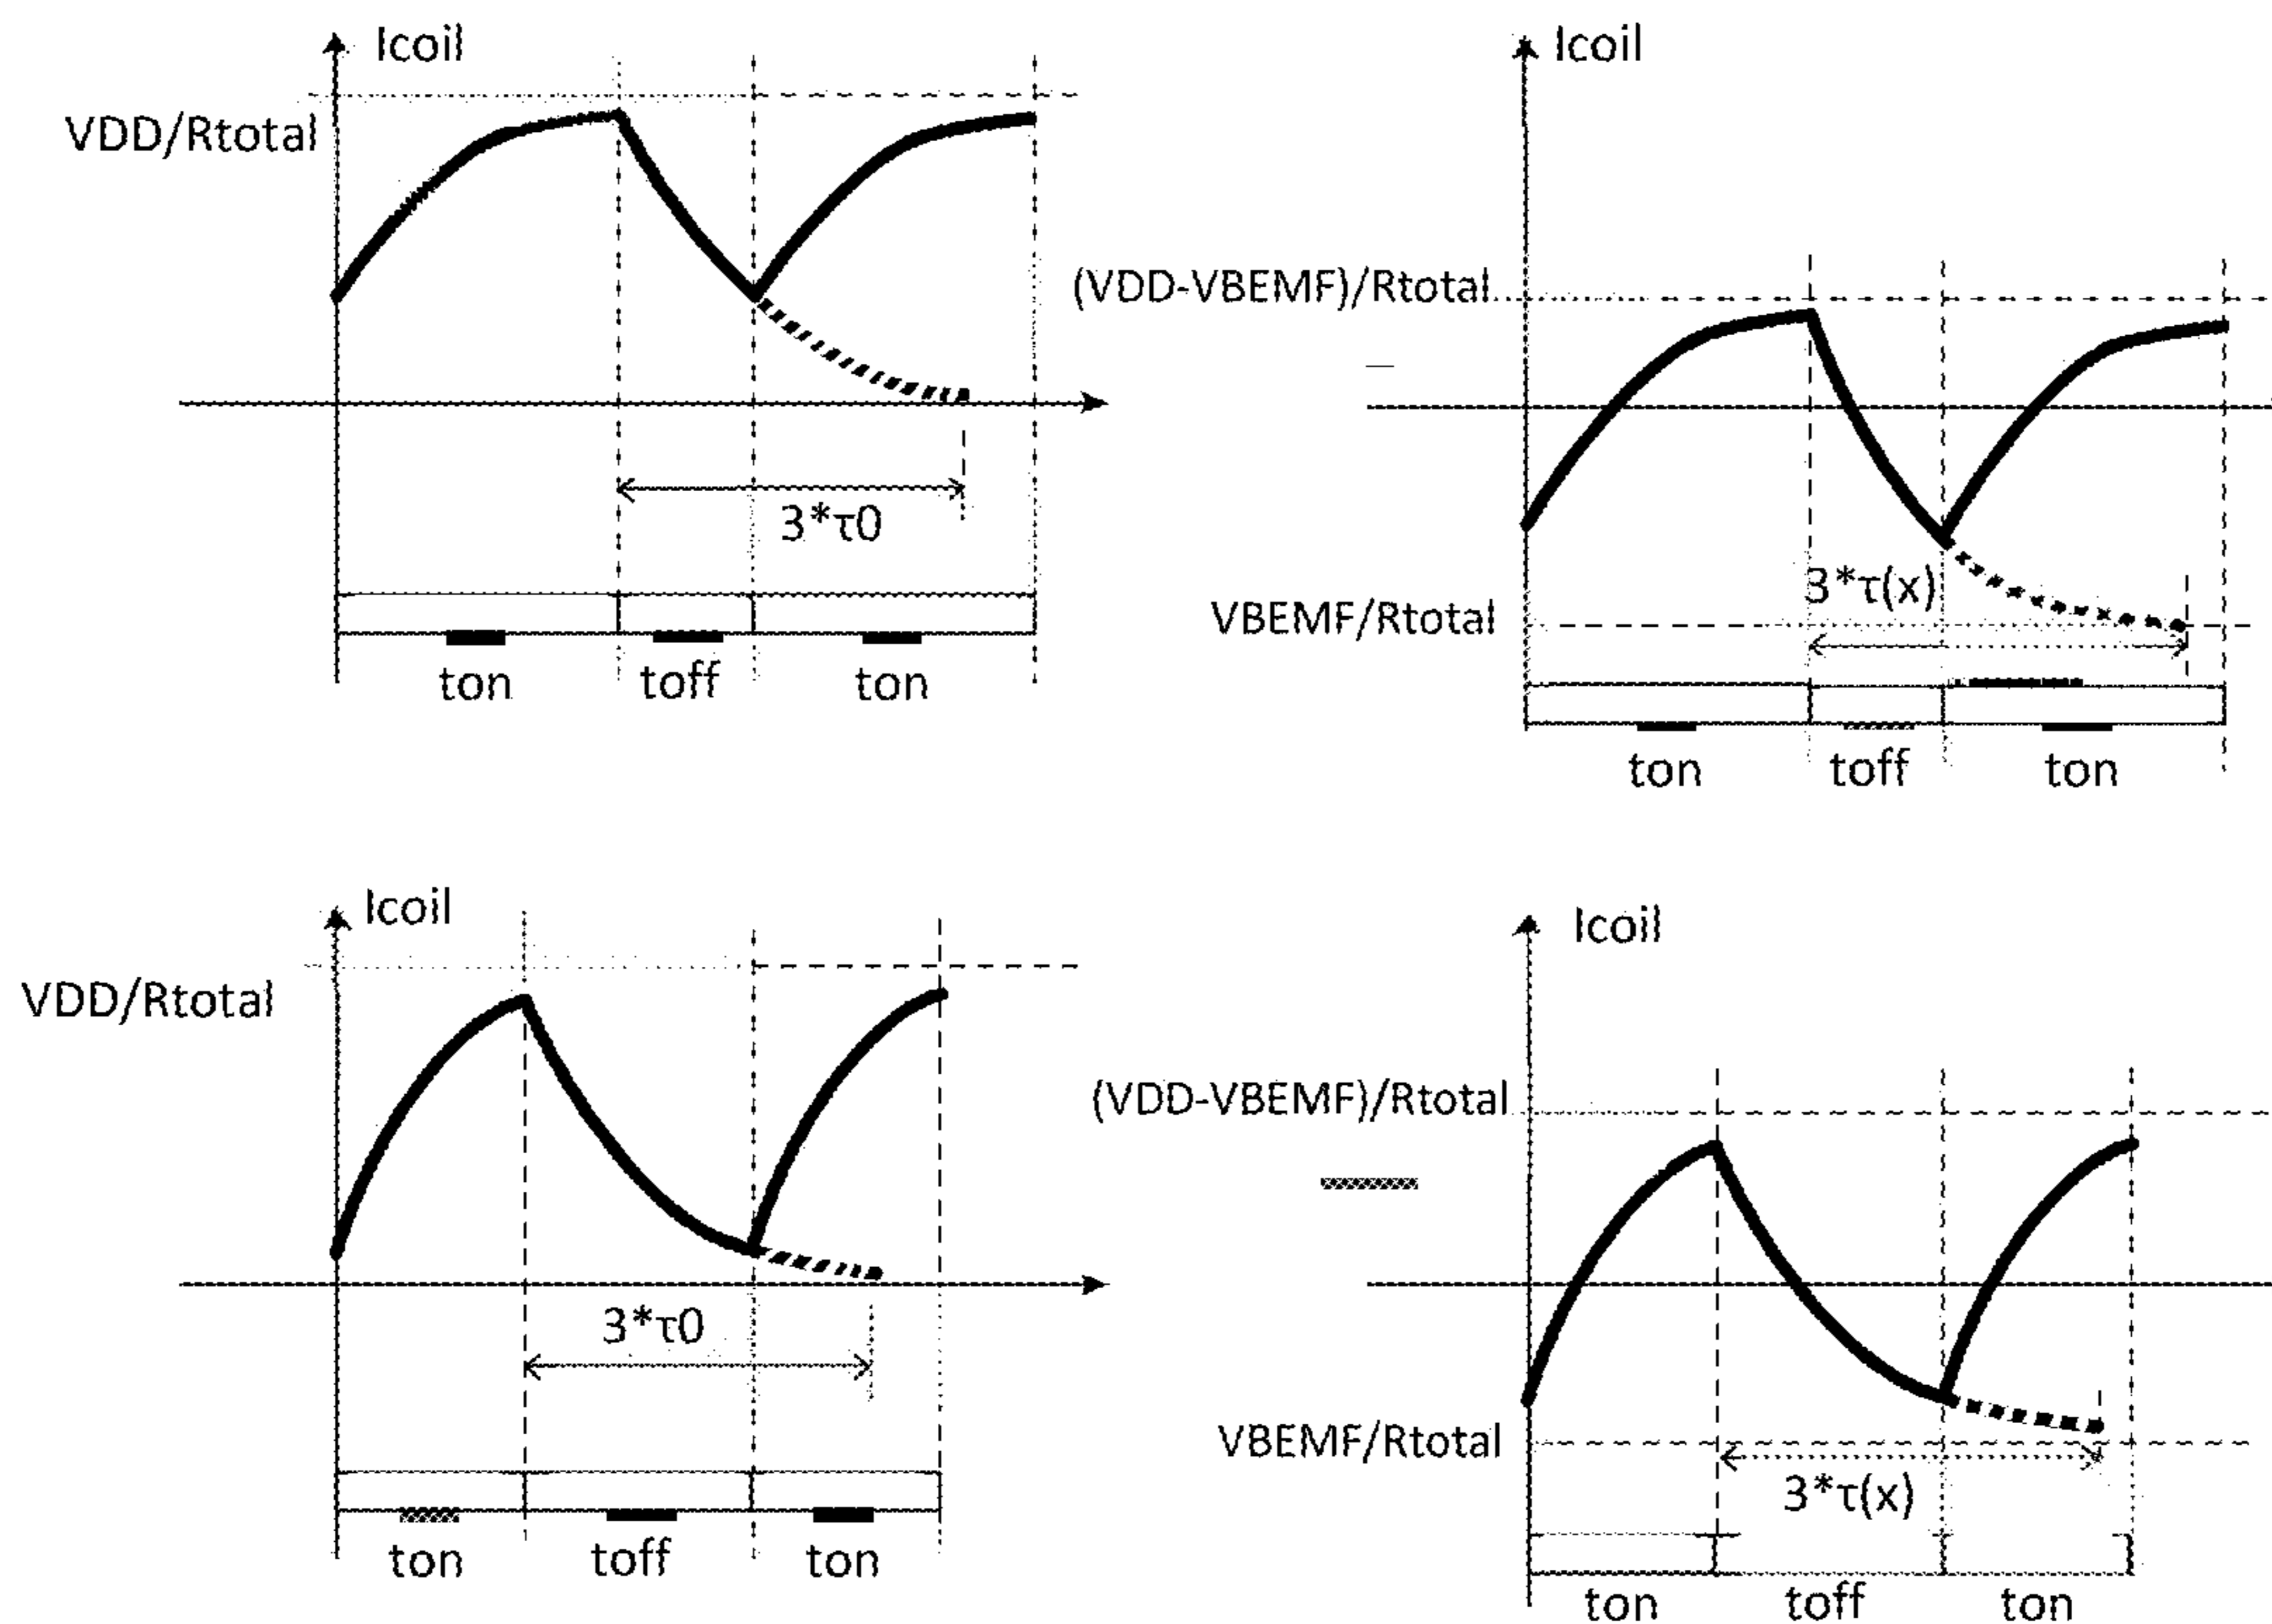 Icoil
VDD/Rtotal
3*τ0
ton toff ton
Icoil
(VDD-VBEMF)/Rtotal
3*τ(x)
VBEMF/Rtotal
ton toff ton
Icoil
VDD/Rtotal
3*τ0
ton toff ton
Icoil
(VDD-VBEMF)/Rtotal
VBEMF/Rtotal
3*τ(x)
ton toff ton